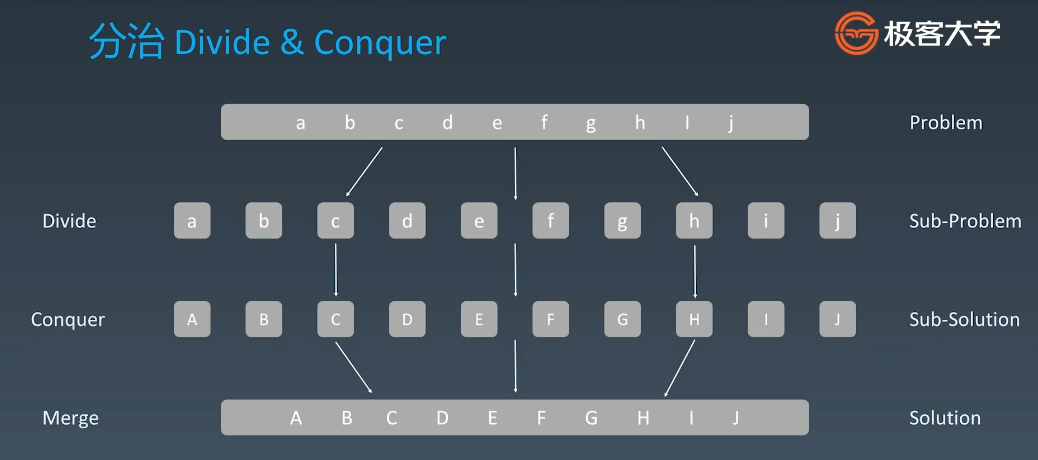 分治 Divide & Conquer
极客大学
a b c d e f g h I j
Problem
Divide
a b c d e f g h i j
Sub-Problem
Conquer
A B C D E F G H I J
Sub-Solution
Merge
A B C D E F G H I J
Solution